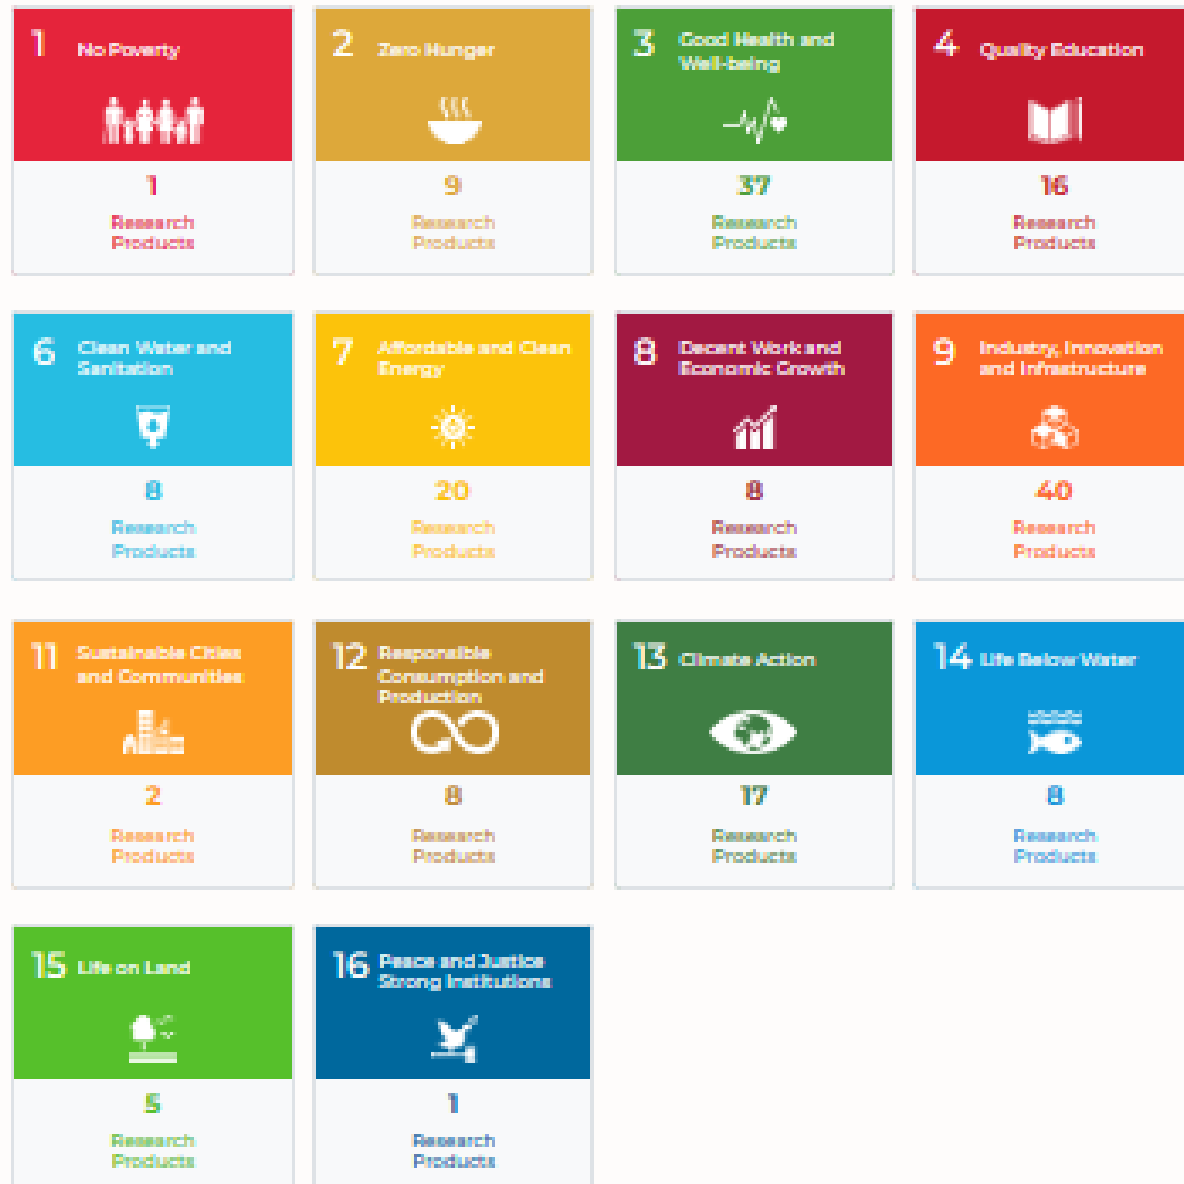 1 No Poverty
1
Research
Products
2 Zero Hunger
9
Research
Products
3 Good Health and
Well-being
37
Research
Products
4 Quality Education
16
Research
Products
6 Clean Water and
Sanitation
8
Research
Products
7 Affordable and Clean
Energy
20
Research
Products
8 Decent Work and
Economic Growth
8
Research
Products
9 Industry, Innovation
and Infrastructure
40
Research
Products
11 Sustainable Cities
and Communities
2
Research
Products
12 Responsible
Consumption and
Production
8
Research
Products
13 Climate Action
17
Research
Products
14 Life Below Water
8
Research
Products
15 Life on Land
5
Research
Products
16 Peace and Justice
Strong Institutions
1
Research
Products